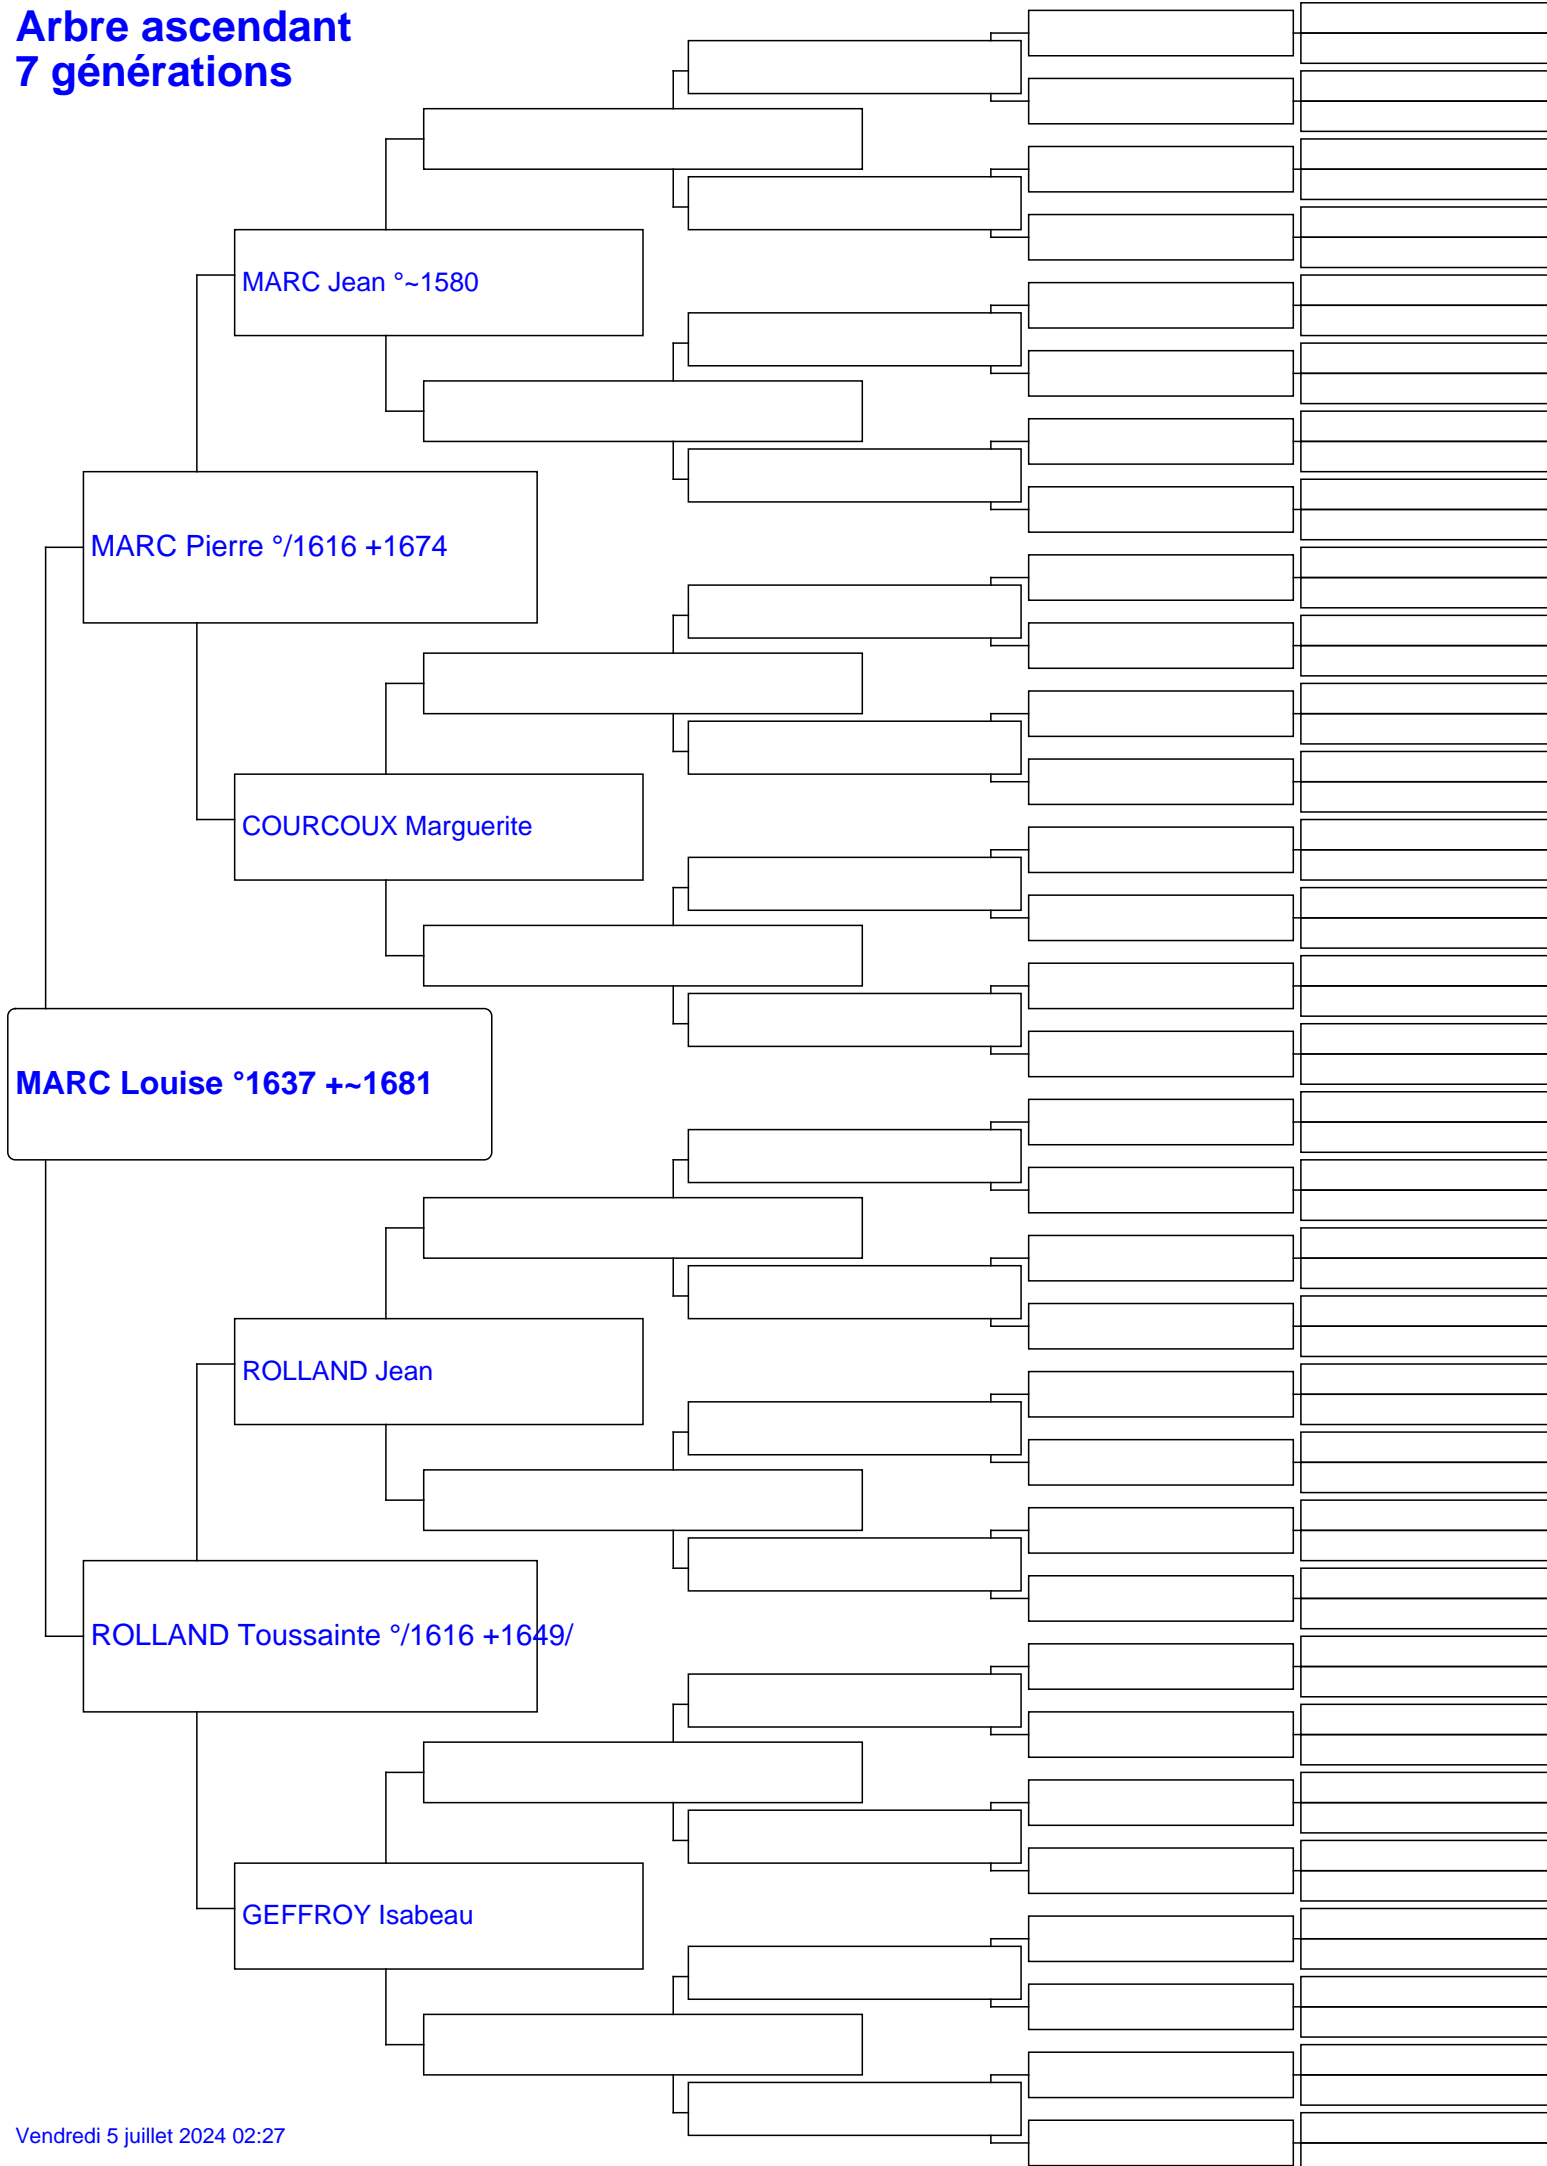 Arbre ascendant
7 générations
MARC Jean °~1580
MARC Pierre °/1616 +1674
COURCOUX Marguerite
MARC Louise °1637 +~1681
ROLLAND Jean
ROLLAND Toussainte °/1616 +1649/
GEFFROY Isabeau
Vendredi 5 juillet 2024 02:27